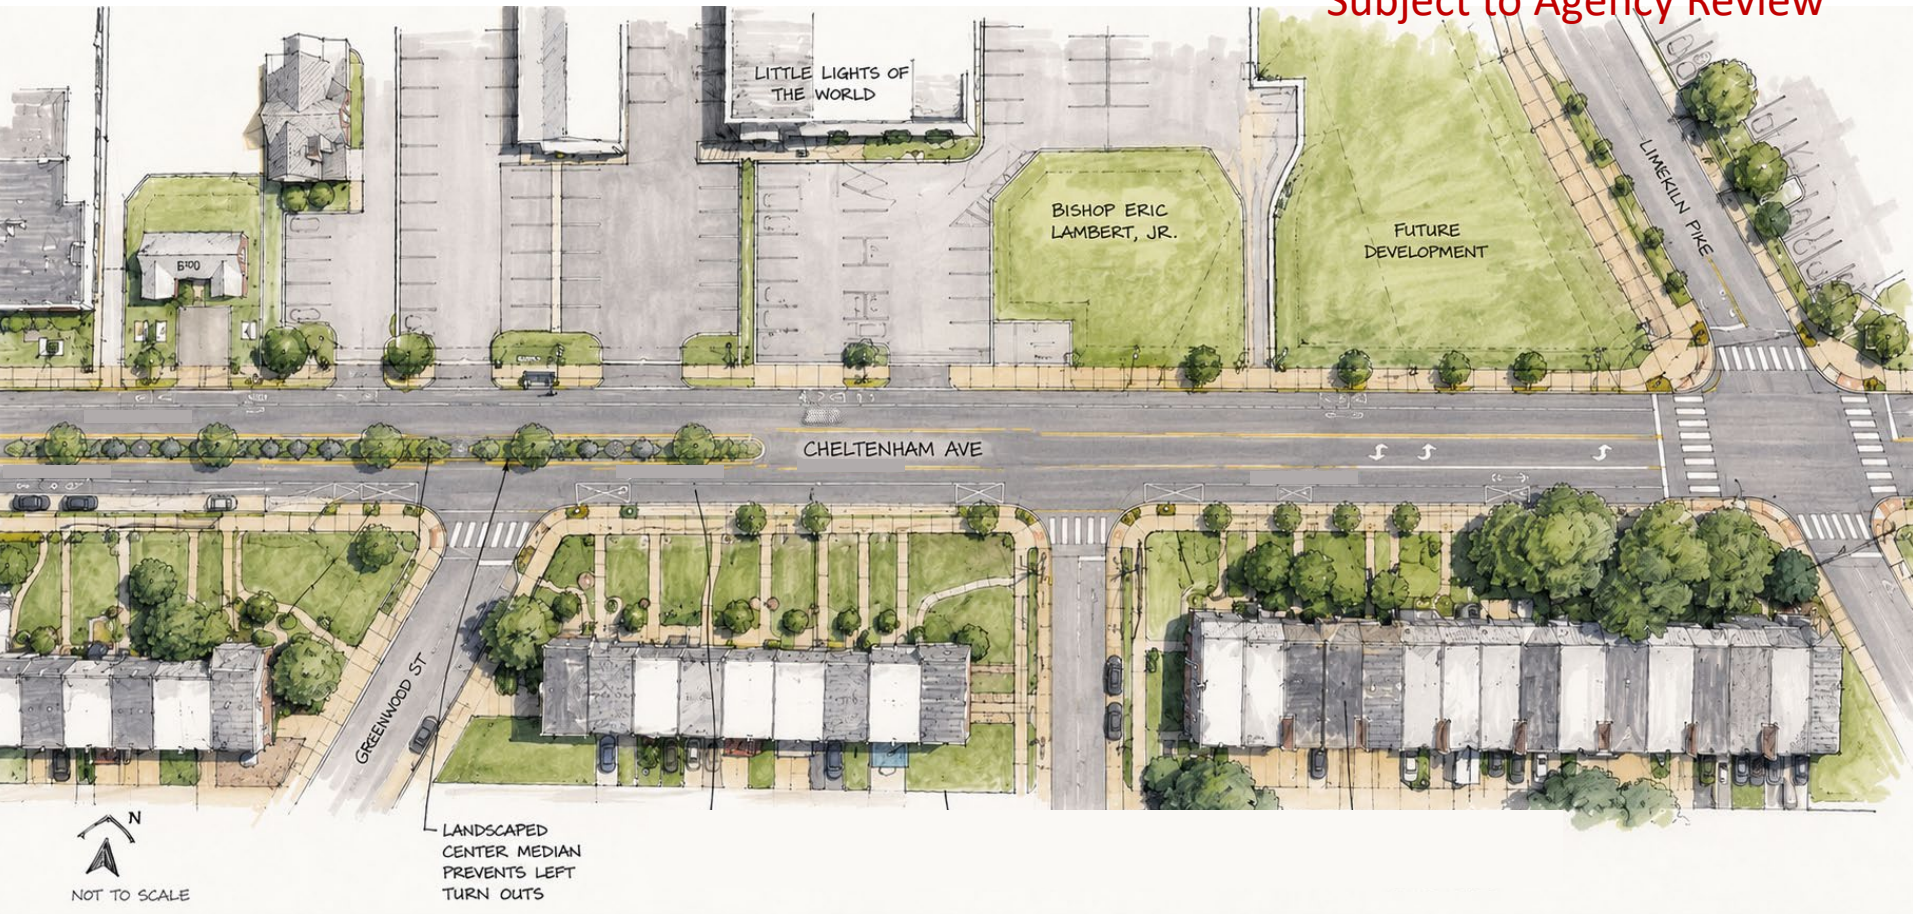 Subject to Agency Review
LITTLE LIGHTS OF
THE WORLD
LIMEKILN PIKE
BISHOP ERIC
LAMBERT, JR.
FUTURE
DEVELOPMENT
CHELTENHAM AVE
GREENWOOD ST
N
NOT TO SCALE
LANDSCAPED
CENTER MEDIAN
PREVENTS LEFT
TURN OUTS